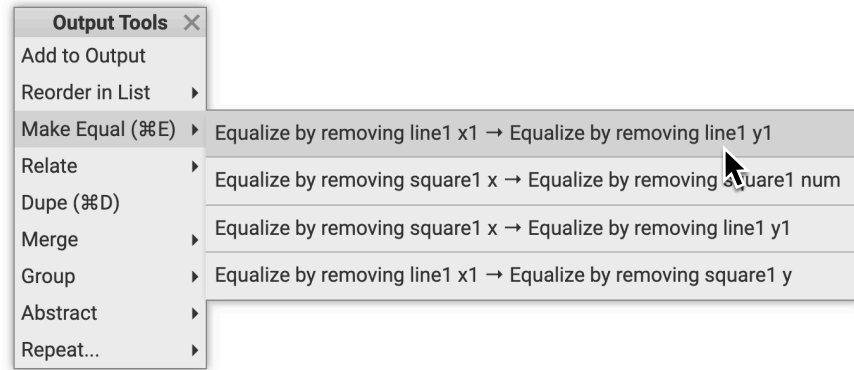 Output Tools
Add to Output
Reorder in List
Make Equal (⌘E)
Equalize by removing line1 x1 → Equalize by removing line1 y1
Equalize by removing square1 x → Equalize by removing square1 num
Equalize by removing square1 x → Equalize by removing line1 y1
Equalize by removing line1 x1 → Equalize by removing square1 y
Relate
Dupe (⌘D)
Merge
Group
Abstract
Repeat...